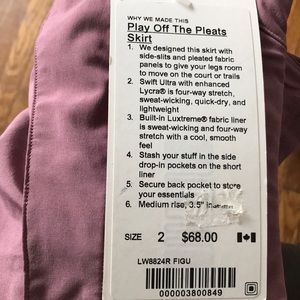 WHY WE MADE THIS
Play Off The Pleats
Skirt
1. We designed this skirt with
side-slits and pleated fabric
panels to give your legs room
to move on the court or trails
2. Swift with Enhanced
Lycra® is four-way stretch,
sweat-wicking, quick-dry, and
lightweight
3. Built-in Luxtreme® fabric liner
is sweat-wicking and four-way
stretch with a cool, smooth
feel
4. Stash your stuff in the side
drop-in pockets on the short
liner
5. Secure back pocket to store
your essentials
6. Medium rise, 3.5"
SIZE 2 $68.00
LW8824R FIGU
000003800849